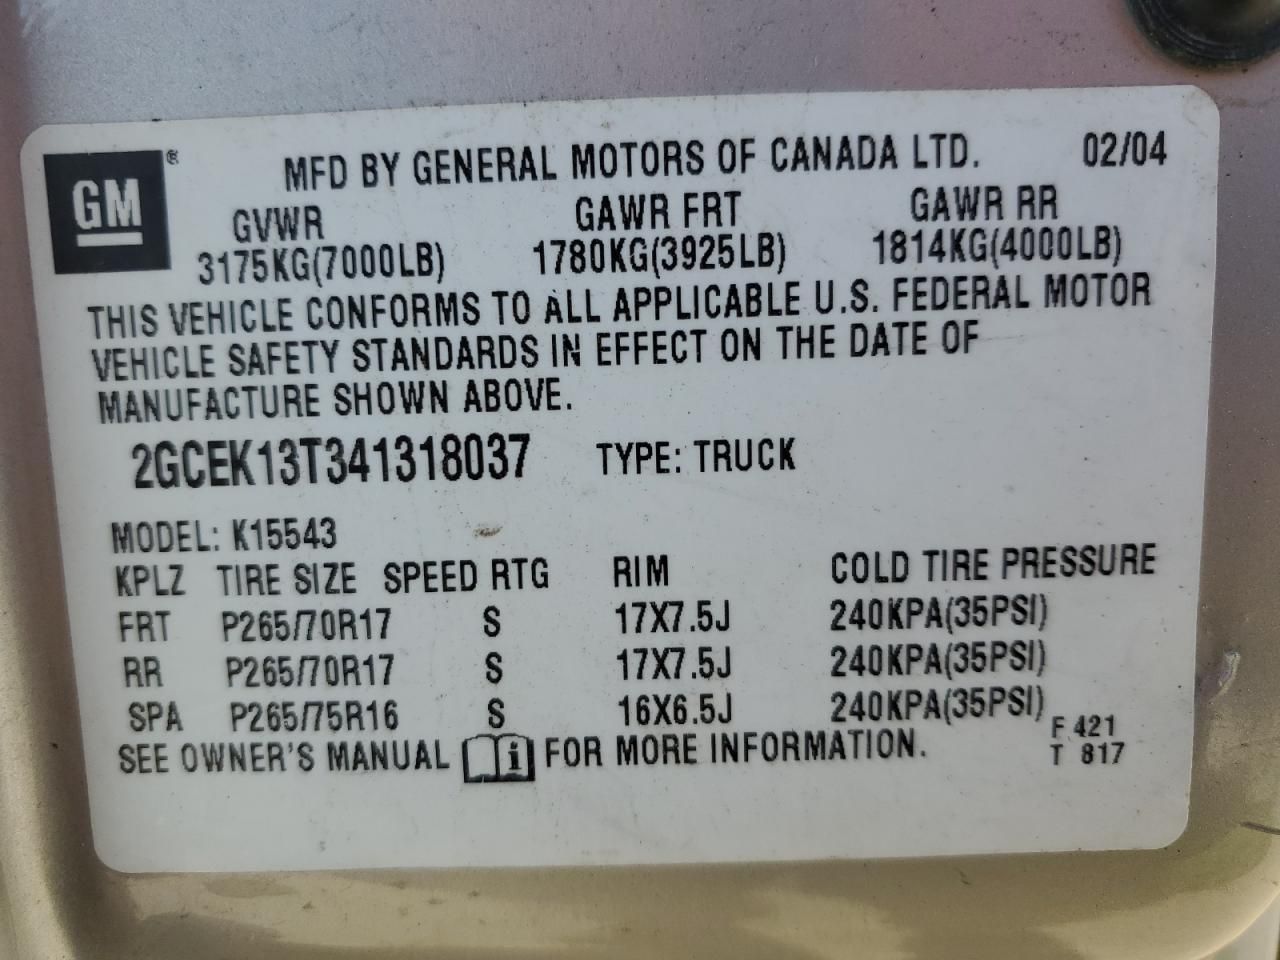 GM ®
MFD BY GENERAL MOTORS OF CANADA LTD. 02/04
GVWR GAWR FRT GAWR RR
3175KG(7000LB) 1780KG(3925LB) 1814KG(4000LB)
THIS VEHICLE CONFORMS TO ALL APPLICABLE U.S. FEDERAL MOTOR
VEHICLE SAFETY STANDARDS IN EFFECT ON THE DATE OF
MANUFACTURE SHOWN ABOVE.
2GCEK13T341318037 TYPE: TRUCK
MODEL: K15543
KPLZ TIRE SIZE SPEED RTG RIM COLD TIRE PRESSURE
FRT P265/70R17 S 17X7.5J 240KPA(35PSI)
RR P265/70R17 S 17X7.5J 240KPA(35PSI)
SPA P265/75R16 S 16X6.5J 240KPA(35PSI)
SEE OWNER'S MANUAL i FOR MORE INFORMATION.
F 421
T 817